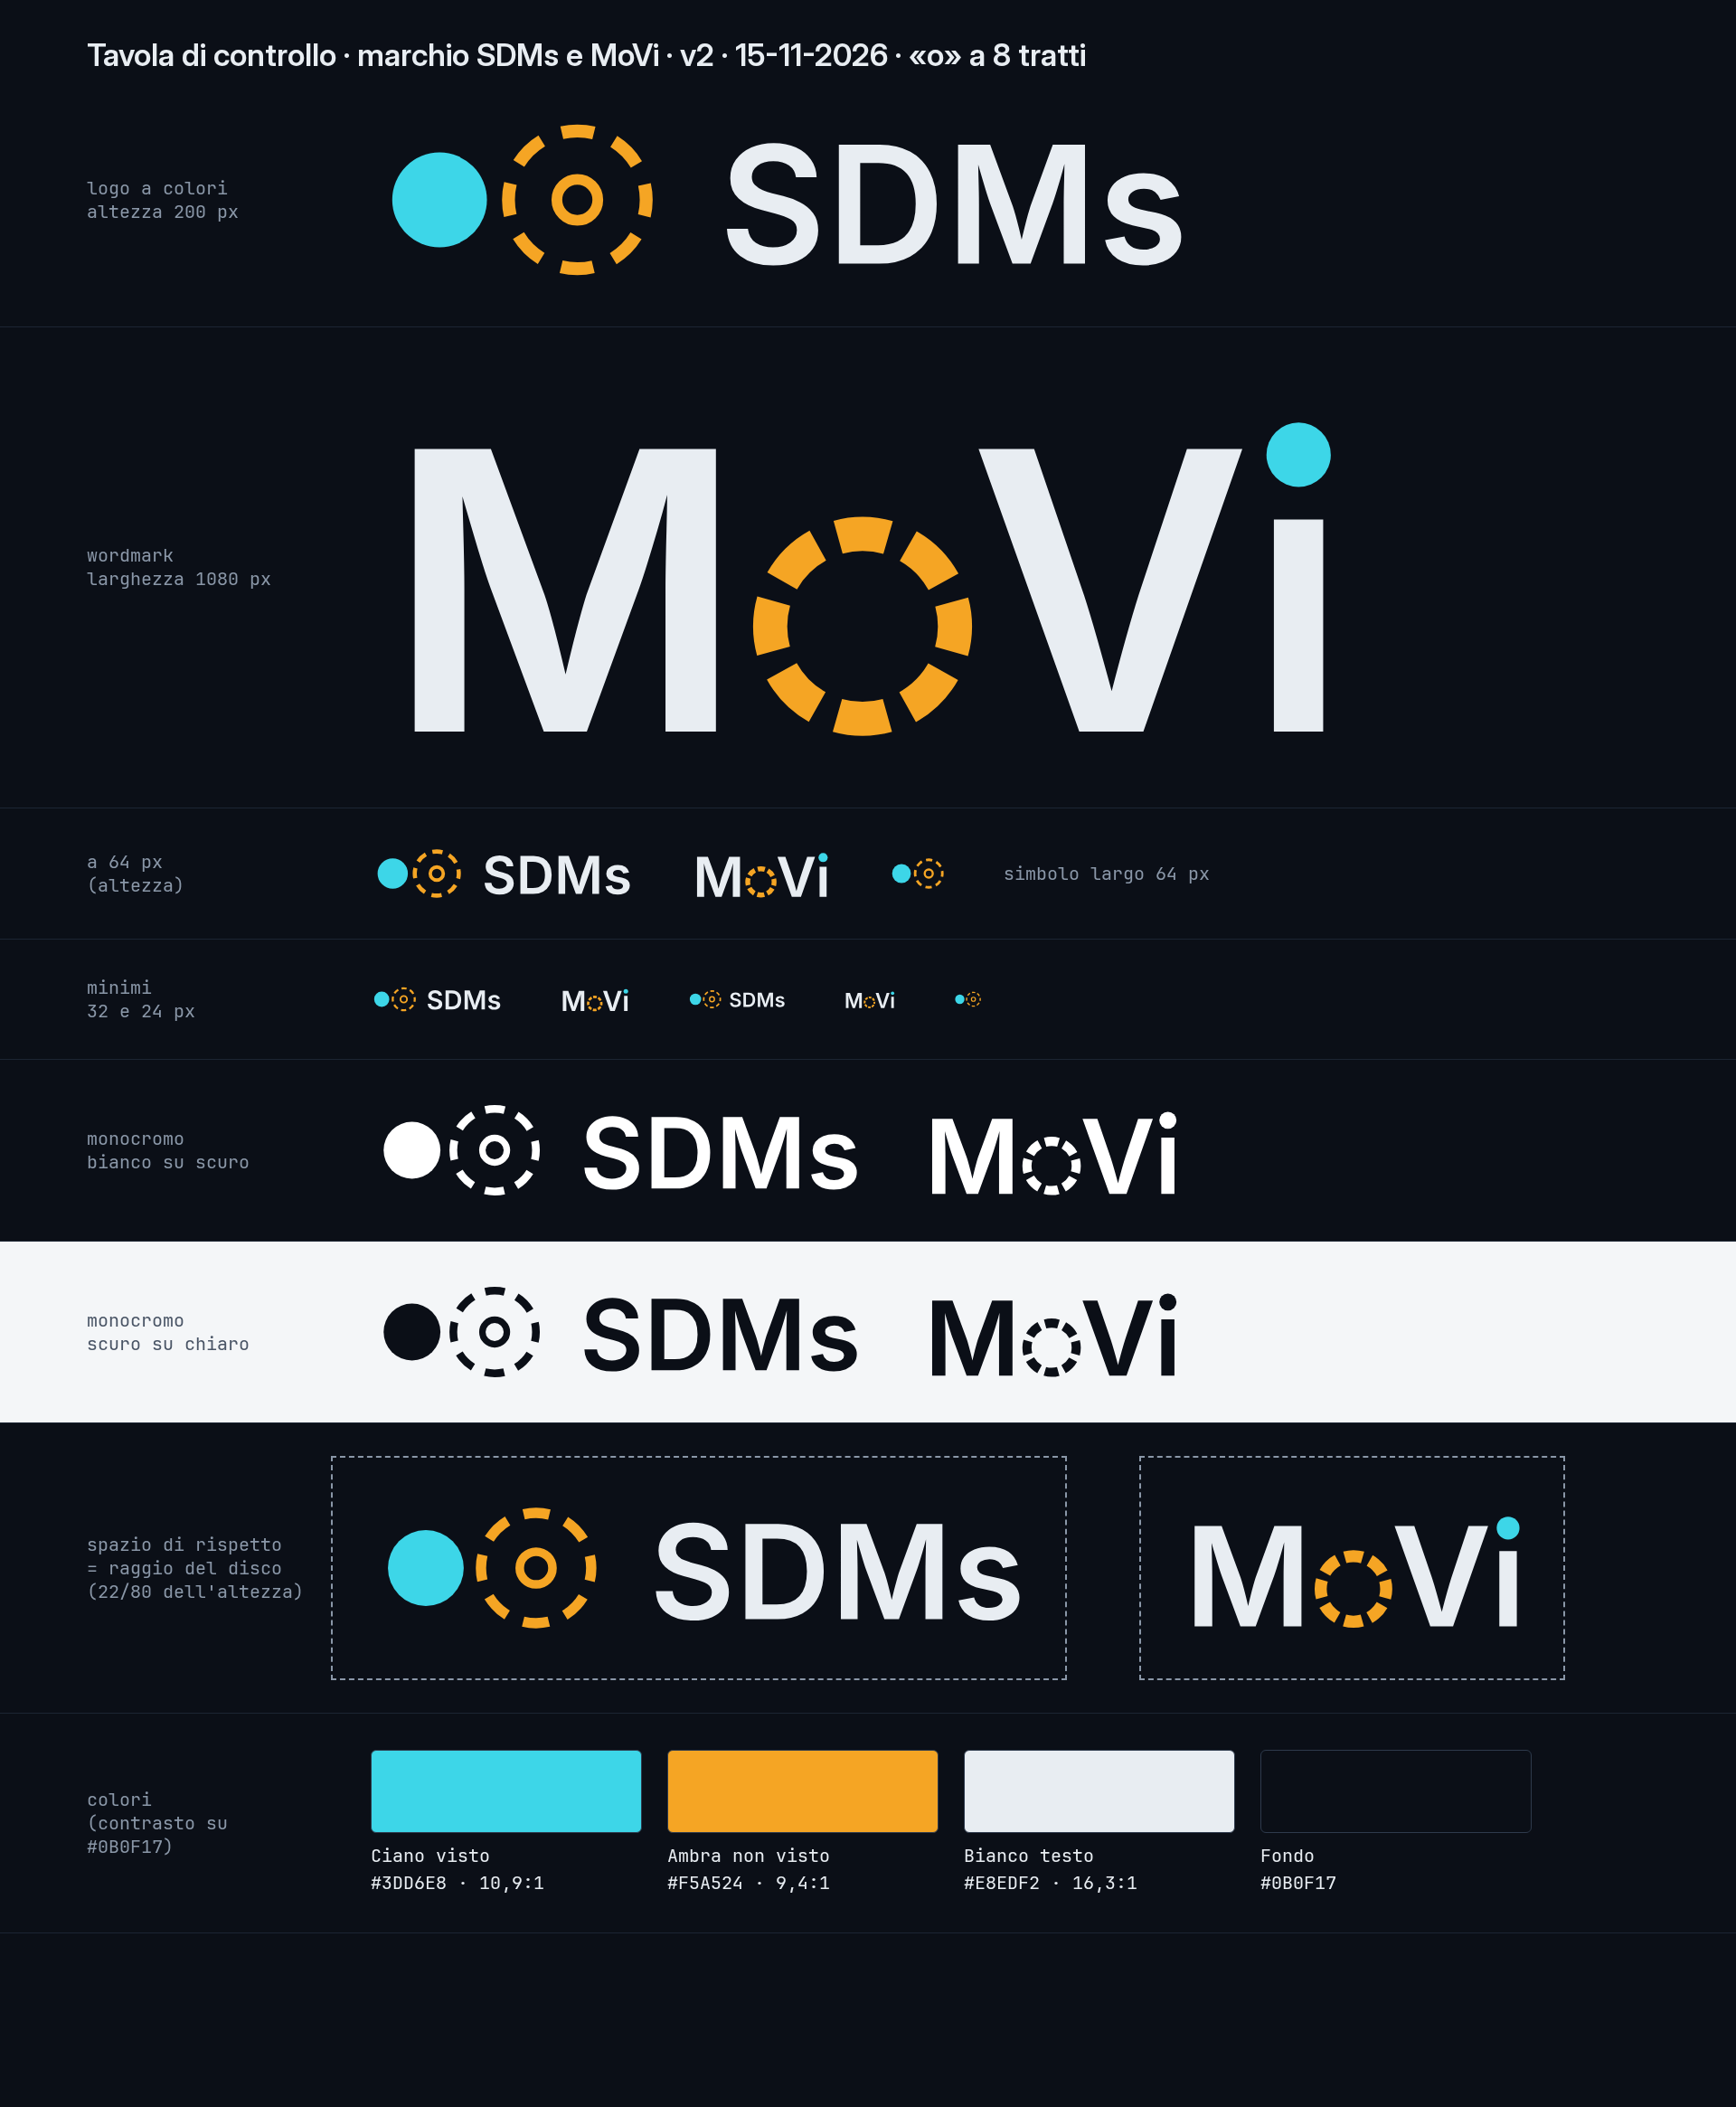 Tavola di controllo · marchio SDMs e MoVi · v2 · 15-11-2026 · «o» a 8 tratti
logo a colori
altezza 200 px
SDMs
wordmark
larghezza 1080 px
MoVi
a 64 px
(altezza)
SDMs MoVi simbolo largo 64 px
minimi
32 e 24 px
SDMs MoVi SDMs MoVi
monocromo
bianco su scuro
SDMs MoVi
monocromo
scuro su chiaro
SDMs MoVi
spazio di rispetto
= raggio del disco
(22/80 dell'altezza)
SDMs MoVi
colori
(contrasto su
#0B0F17)
Ciano visto
#3DD6E8 · 10,9:1
Ambra non visto
#F5A524 · 9,4:1
Bianco testo
#E8EDF2 · 16,3:1
Fondo
#0B0F17